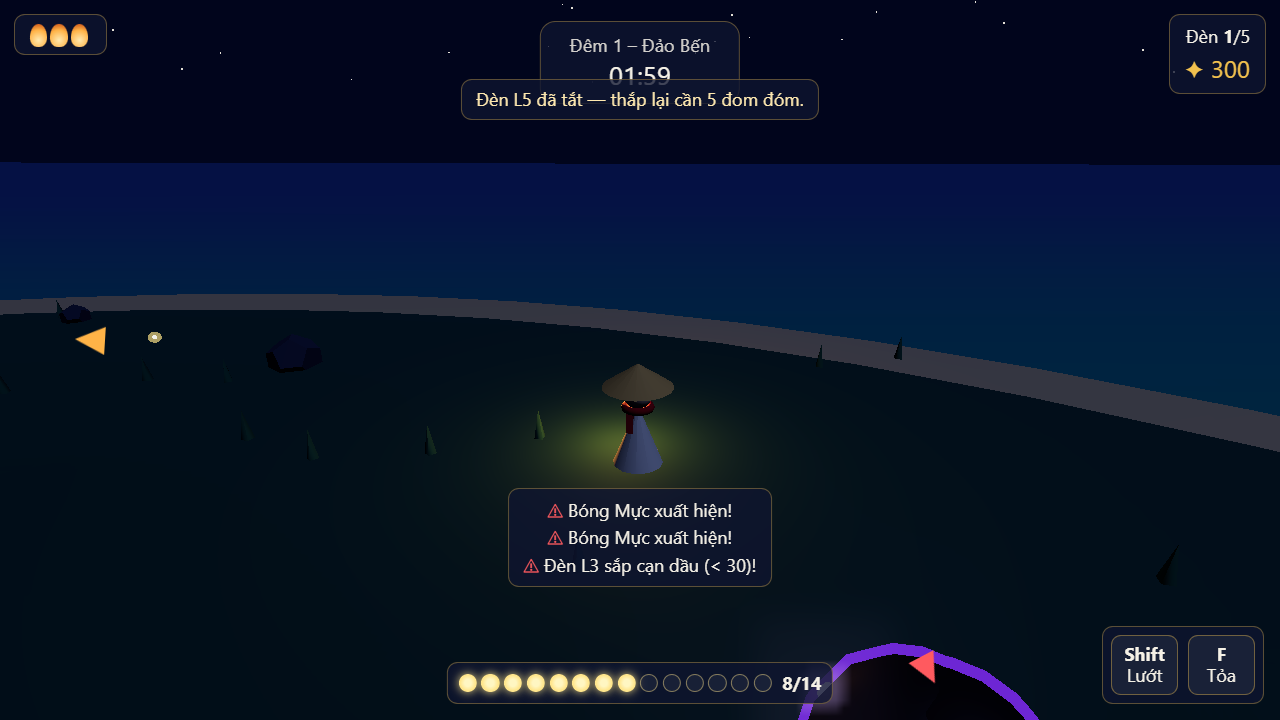 Đêm 1 – Đảo Bến
01:59
Đèn 1/5
✦ 300
Đèn L5 đã tắt — thắp lại cần 5 đom đóm.
⚠ Bóng Mực xuất hiện!
⚠ Bóng Mực xuất hiện!
⚠ Đèn L3 sắp cạn dầu (< 30)!
8/14
Shift
Lướt
F
Tỏa